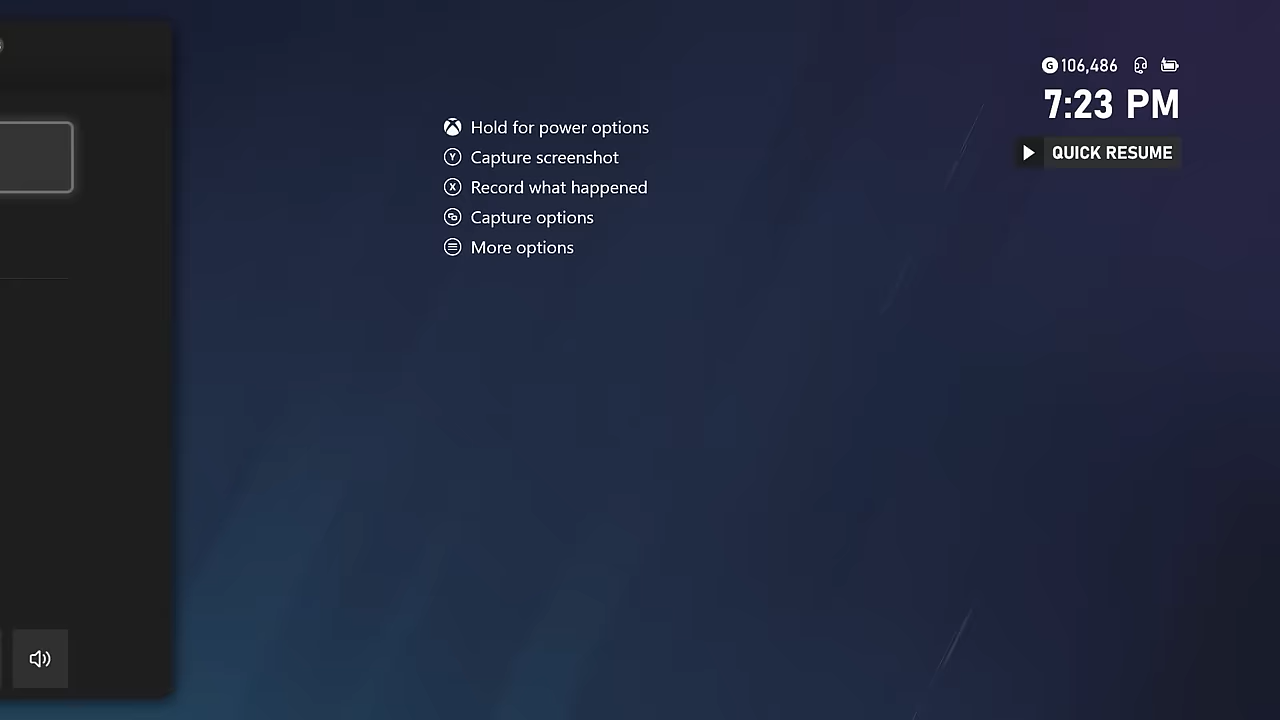 G 106,486
7:23 PM
QUICK RESUME
Hold for power options
Y Capture screenshot
X Record what happened
Capture options
More options